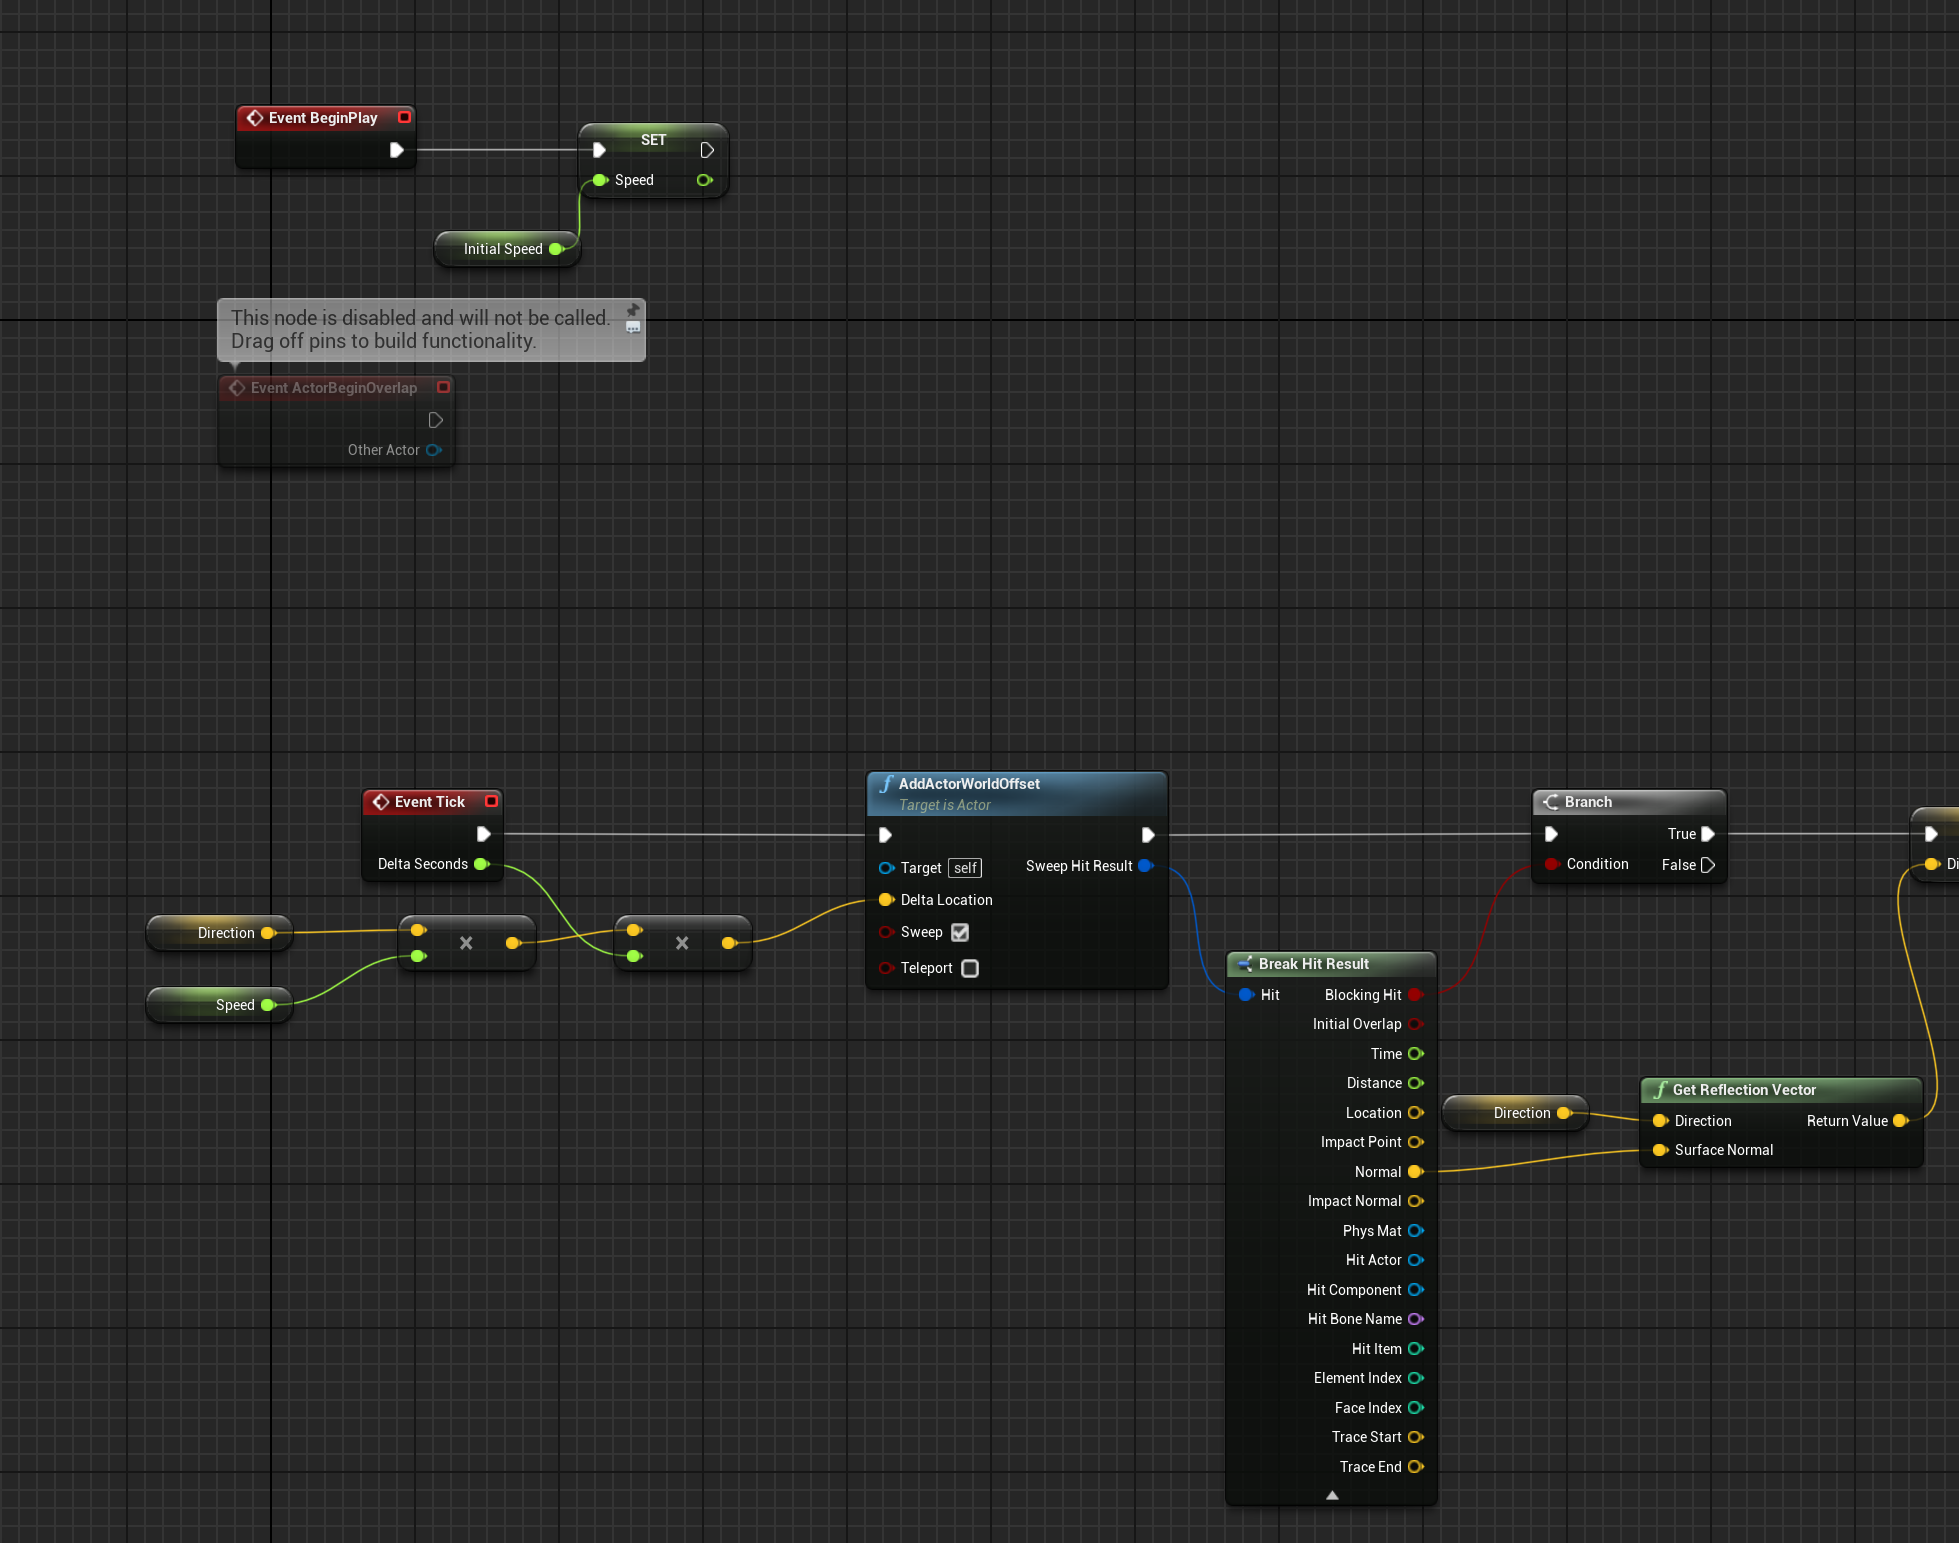 Event BeginPlay
SET
Speed
Initial Speed
This node is disabled and will not be called.
Drag off pins to build functionality.
Event ActorBeginOverlap
Other Actor
Event Tick
Delta Seconds
Direction
Speed
AddActorWorldOffset
Target is Actor
Target self
Sweep Hit Result
Delta Location
Sweep
Teleport
Branch
True
Condition
False
Di
Break Hit Result
Hit
Blocking Hit
Initial Overlap
Time
Distance
Location
Impact Point
Normal
Impact Normal
Phys Mat
Hit Actor
Hit Component
Hit Bone Name
Hit Item
Element Index
Face Index
Trace Start
Trace End
Direction
Get Reflection Vector
Direction
Return Value
Surface Normal